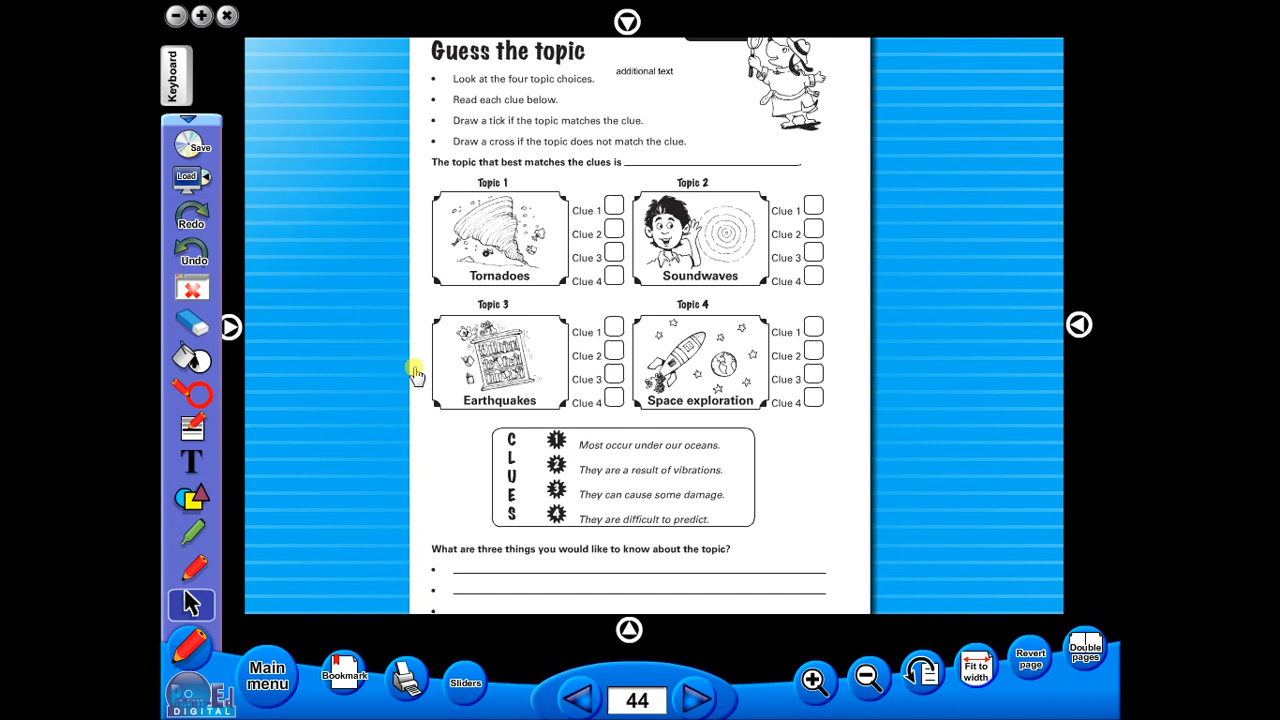 Keyboard
Save
Load
Redo
Undo
T
Guess the topic
additional text
• Look at the four topic choices.
• Read each clue below.
• Draw a tick if the topic matches the clue.
• Draw a cross if the topic does not match the clue.
The topic that best matches the clues is ____________________.
Topic 1
Tornadoes
Clue 1
Clue 2
Clue 3
Clue 4
Topic 2
Soundwaves
Clue 1
Clue 2
Clue 3
Clue 4
Topic 3
Earthquakes
Clue 1
Clue 2
Clue 3
Clue 4
Topic 4
Space exploration
Clue 1
Clue 2
Clue 3
Clue 4
CLUES
1 Most occur under our oceans.
2 They are a result of vibrations.
3 They can cause some damage.
4 They are difficult to predict.
What are three things you would like to know about the topic?
Main
menu
Bookmark
Sliders
44
Fit to
width
Revert
page
Double
pages
DIGITAL